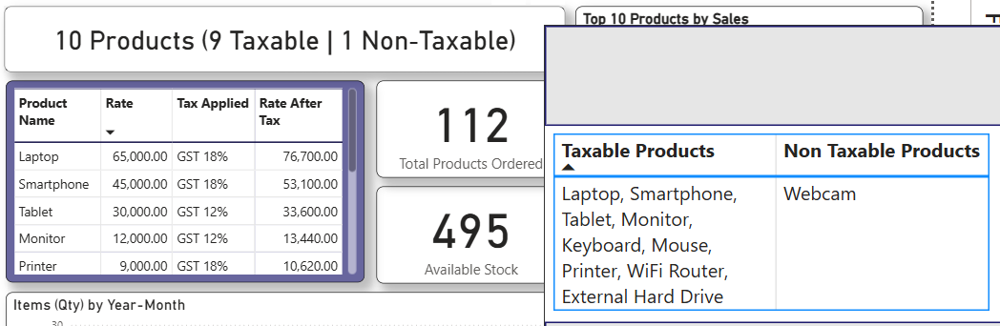 Top 10 Products by Sales
10 Products (9 Taxable | 1 Non-Taxable)
Product Name Rate Tax Applied Rate After Tax
Laptop 65,000.00 GST 18% 76,700.00
Smartphone 45,000.00 GST 18% 53,100.00
Tablet 30,000.00 GST 12% 33,600.00
Monitor 12,000.00 GST 12% 13,440.00
Printer 9,000.00 GST 18% 10,620.00
112
Total Products Ordered
495
Available Stock
Taxable Products Non Taxable Products
Laptop, Smartphone, Webcam
Tablet, Monitor,
Keyboard, Mouse,
Printer, WiFi Router,
External Hard Drive
Items (Qty) by Year-Month
30